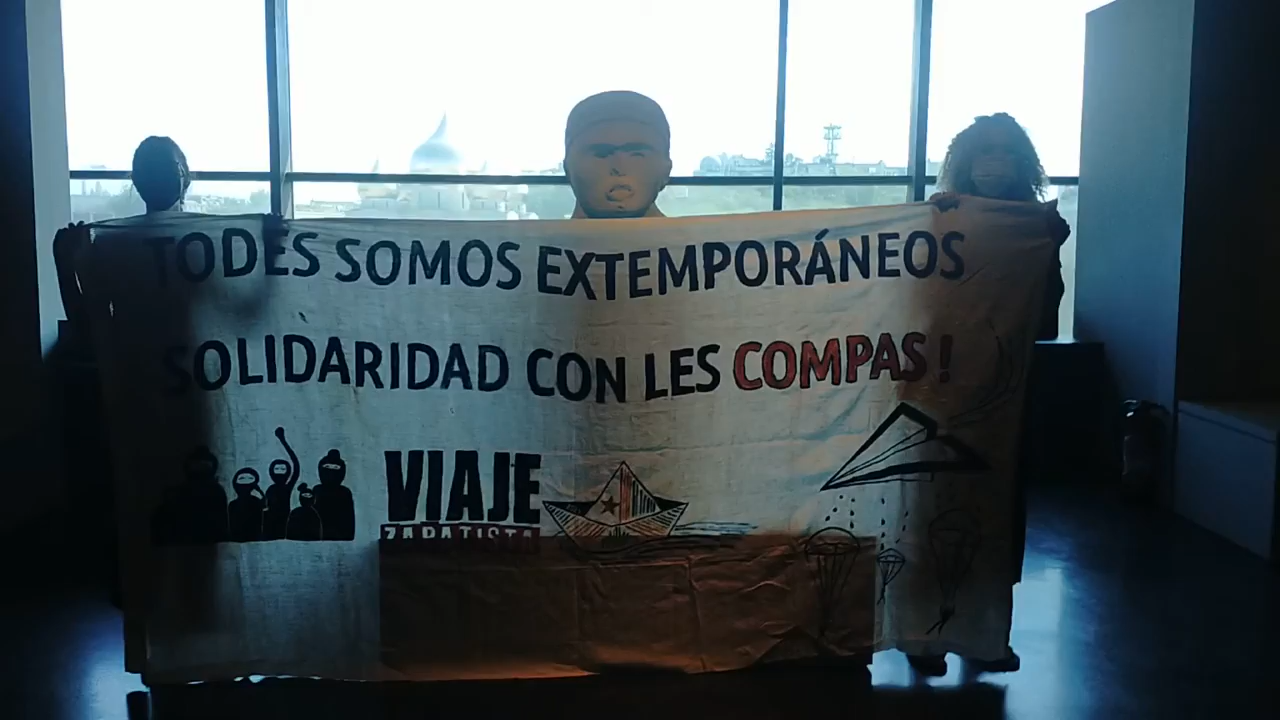 TODES SOMOS EXTEMPORÁNEOS
SOLIDARIDAD CON LES COMPAS!
VIAJE
ZAPATISTA